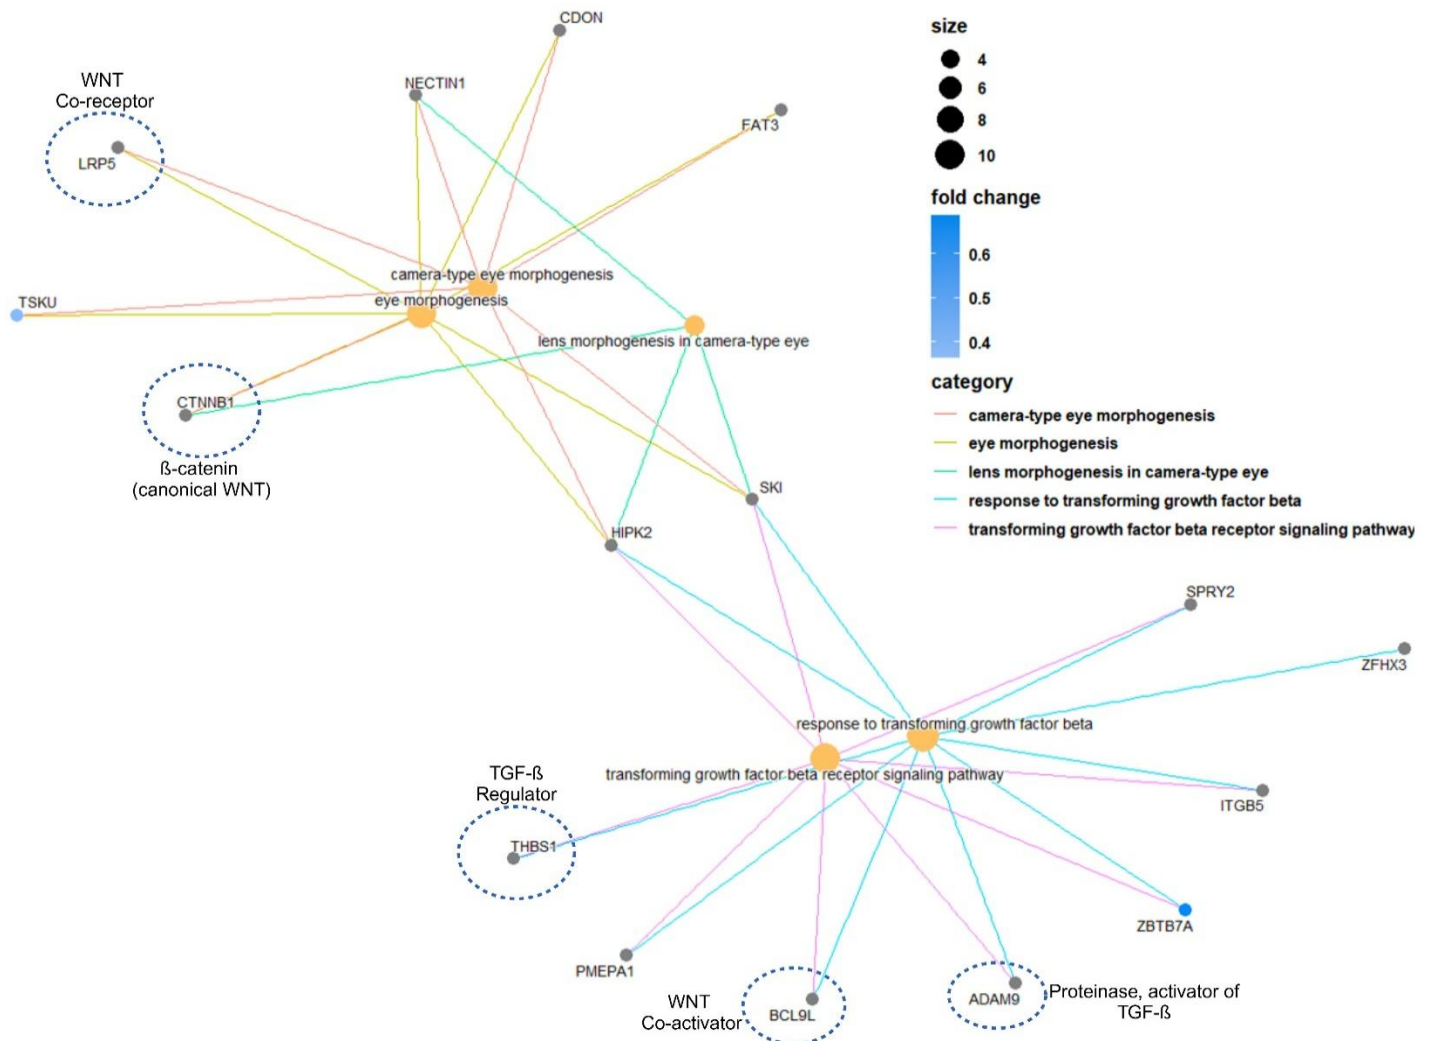 CDON
NECTIN1
WNT
Co-receptor
LRP5
FAT3
camera-type eye morphogenesis
eye morphogenesis
TSKU
lens morphogenesis in camera-type eye
CTNNB1
ß-catenin
(canonical WNT)
SKI
HIPK2
size
4
6
8
10
fold change
0.6
0.5
0.4
category
camera-type eye morphogenesis
eye morphogenesis
lens morphogenesis in camera-type eye
response to transforming growth factor beta
transforming growth factor beta receptor signaling pathway
SPRY2
ZFHX3
response to transforming growth factor beta
transforming growth factor beta receptor signaling pathway
TGF-ß
Regulator
THBS1
ITGB5
ZBTB7A
PMEPA1
WNT
Co-activator
BCL9L
ADAM9
Proteinase, activator of
TGF-ß